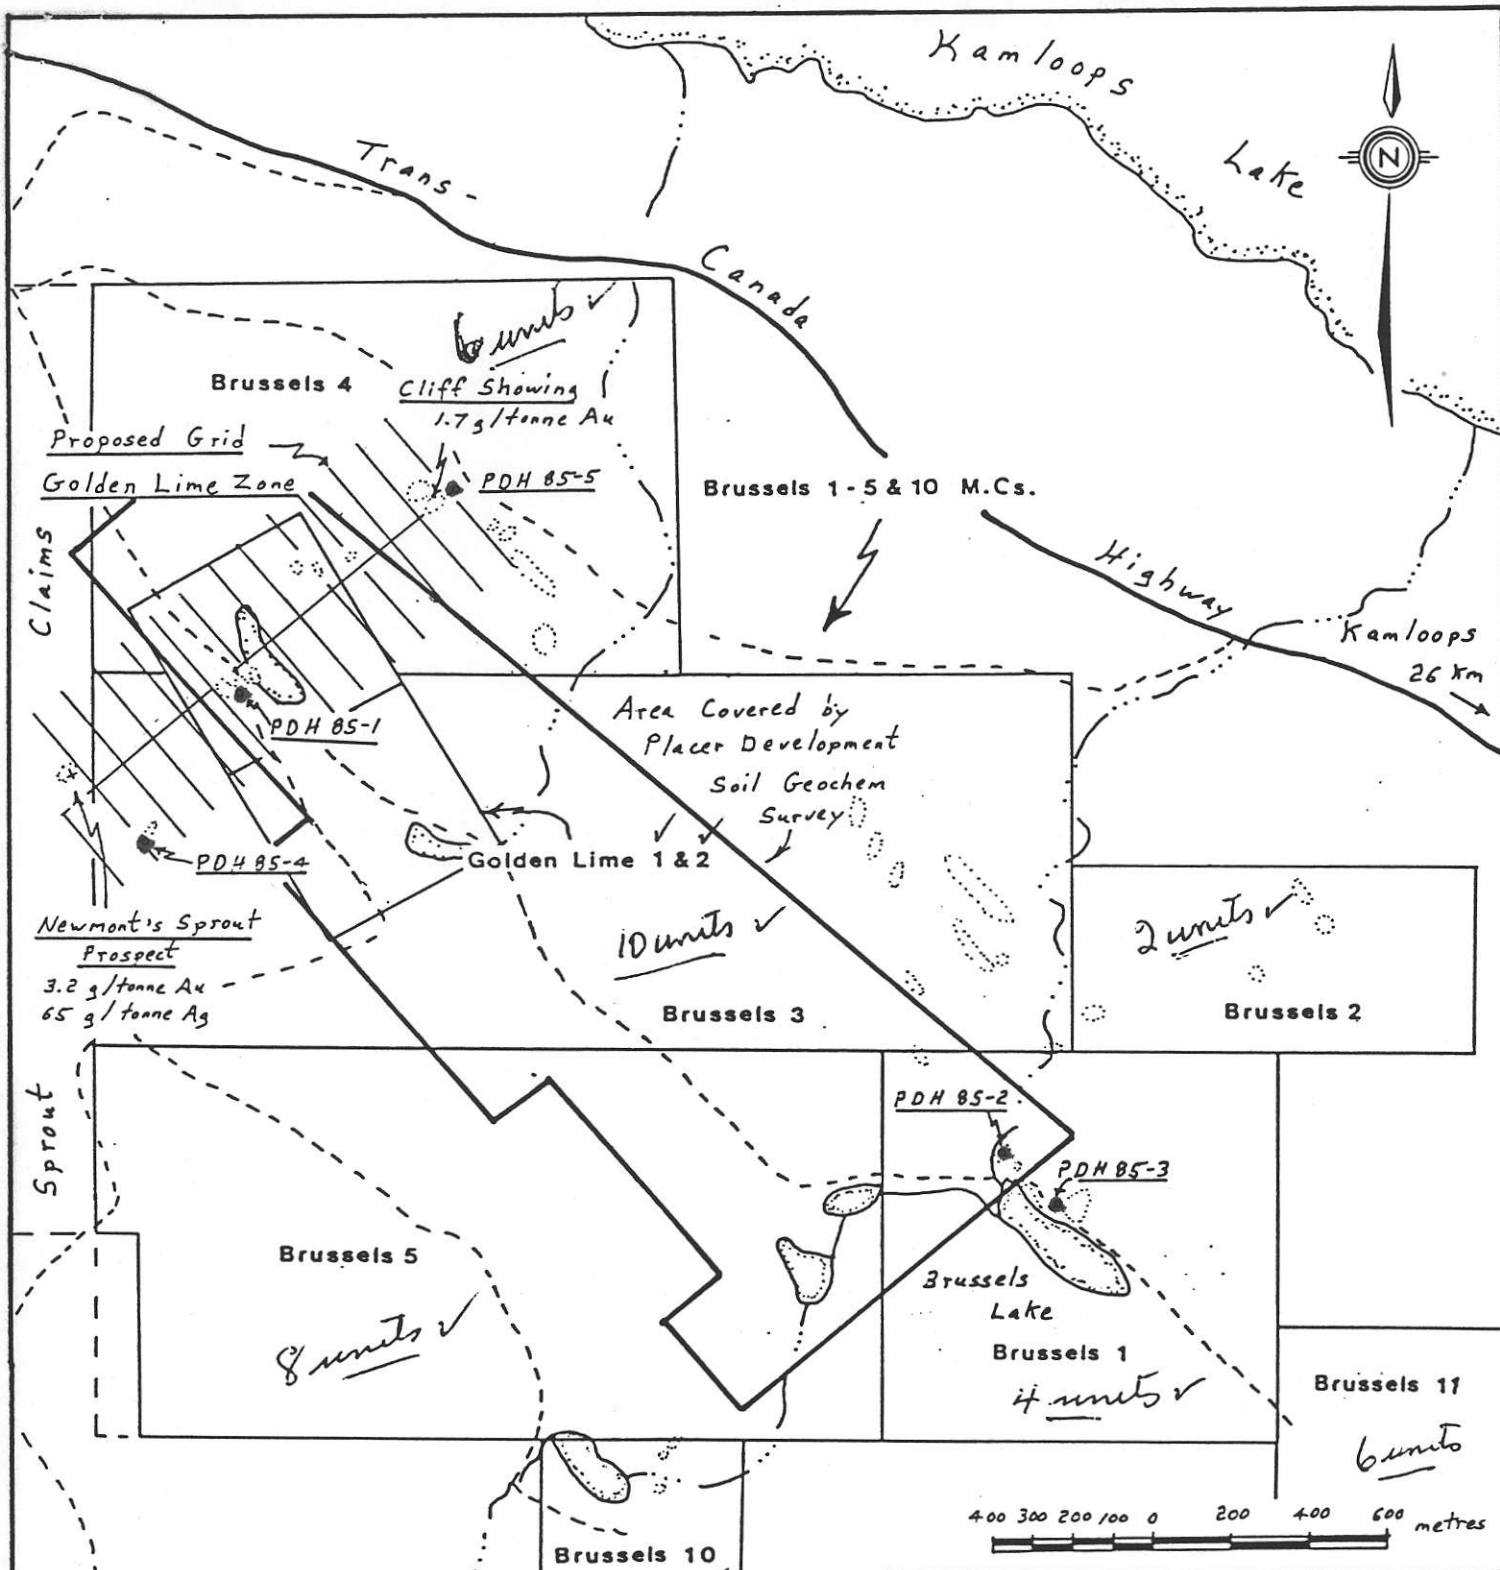 Kamloops
Lake
N
Trans -
Canada
6 units ✓
Brussels 4
Cliff Showing
1.7 g/tonne Au
Proposed Grid
Golden Lime Zone
PDH 85-5
Brussels 1 - 5 & 10 M.Cs.
Claims
Highway
Kamloops
26 Km
PDH 85-1
Area Covered by
Placer Development
Soil Geochem
Survey
✓ ✓
Golden Lime 1 & 2
PDH 85-4
Newmont's Sprout
Prospect
3.2 g/tonne Au
65 g/tonne Ag
10 units ✓
Brussels 3
2 units ✓
Brussels 2
Sprout
PDH 85-2
PDH 85-3
Brussels 5
8 units ✓
Brussels
Lake
Brussels 1
4 units ✓
Brussels 11
6 units
400 300 200 100 0 200 400 600 metres
Brussels 10